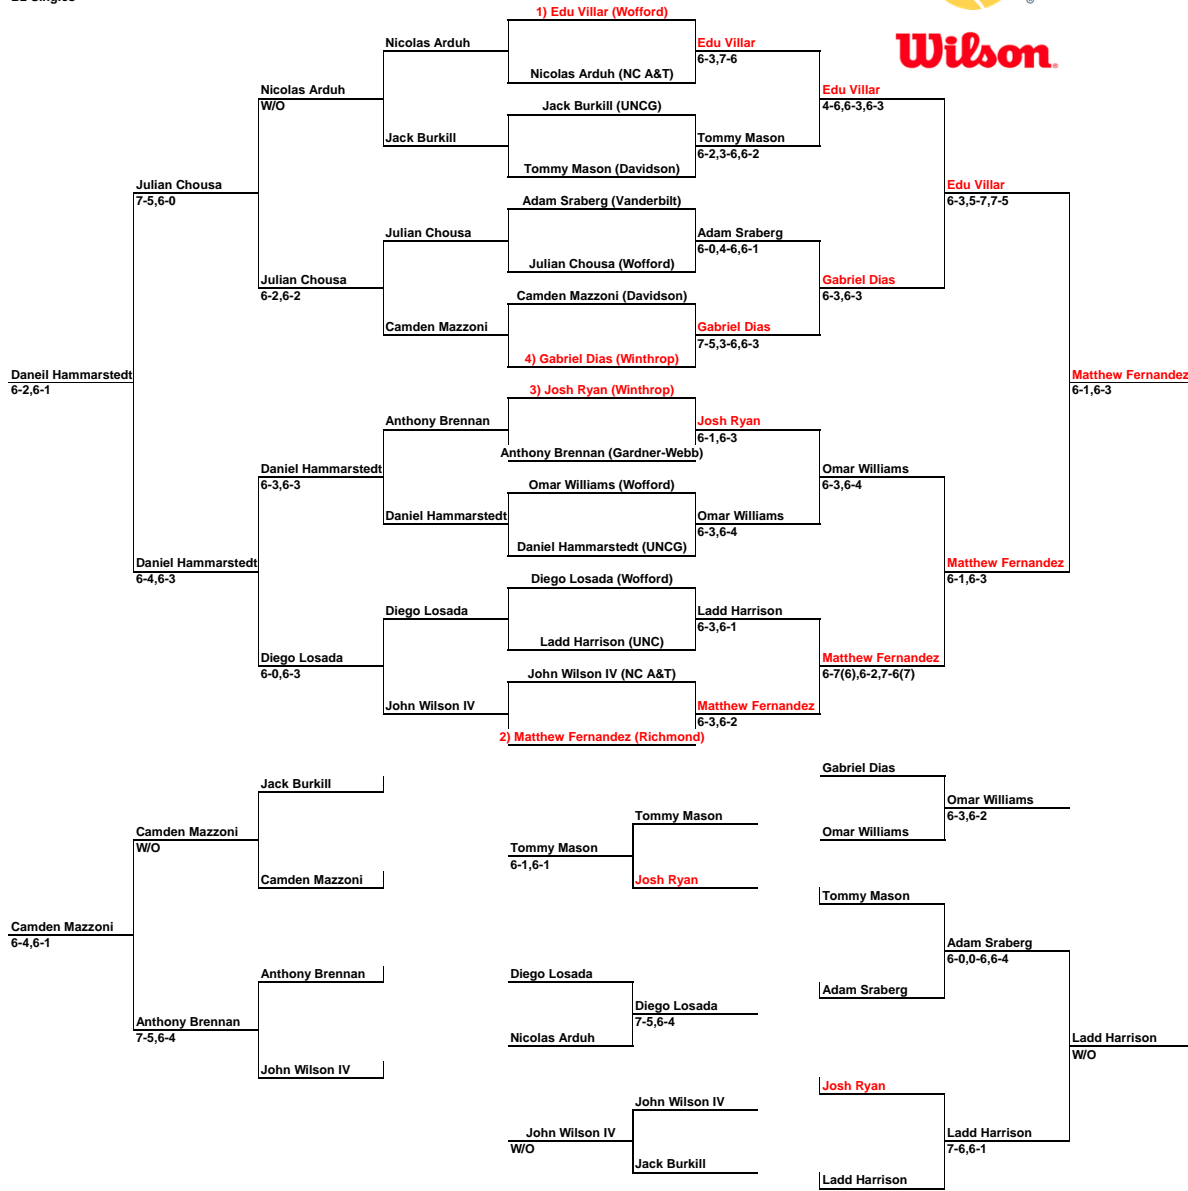 1) Edu Villar (Wofford)
Nicolas Arduh
Edu Villar
6-3,7-6
Nicolas Arduh (NC A&T)
Wilson
®
Nicolas Arduh
W/O
Edu Villar
4-6,6-3,6-3
Jack Burkill (UNCG)
Jack Burkill
Tommy Mason
6-2,3-6,6-2
Tommy Mason (Davidson)
Julian Chousa
7-5,6-0
Edu Villar
6-3,5-7,7-5
Adam Sraberg (Vanderbilt)
Julian Chousa
Adam Sraberg
6-0,4-6,6-1
Julian Chousa (Wofford)
Julian Chousa
6-2,6-2
Gabriel Dias
6-3,6-3
Camden Mazzoni (Davidson)
Camden Mazzoni
Gabriel Dias
7-5,3-6,6-3
4) Gabriel Dias (Winthrop)
Daneil Hammarstedt
6-2,6-1
Matthew Fernandez
6-1,6-3
3) Josh Ryan (Winthrop)
Anthony Brennan
Josh Ryan
6-1,6-3
Anthony Brennan (Gardner-Webb)
Daniel Hammarstedt
6-3,6-3
Omar Williams
6-3,6-4
Omar Williams (Wofford)
Daniel Hammarstedt
Omar Williams
6-3,6-4
Daniel Hammarstedt (UNCG)
Daniel Hammarstedt
6-4,6-3
Matthew Fernandez
6-1,6-3
Diego Losada (Wofford)
Diego Losada
Ladd Harrison
6-3,6-1
Ladd Harrison (UNC)
Diego Losada
6-0,6-3
Matthew Fernandez
6-7(6),6-2,7-6(7)
John Wilson IV (NC A&T)
John Wilson IV
Matthew Fernandez
6-3,6-2
2) Matthew Fernandez (Richmond)
Jack Burkill
Camden Mazzoni
W/O
Camden Mazzoni
Camden Mazzoni
6-4,6-1
Anthony Brennan
Anthony Brennan
7-5,6-4
John Wilson IV
Tommy Mason
Tommy Mason
6-1,6-1
Josh Ryan
Diego Losada
Diego Losada
7-5,6-4
Nicolas Arduh
John Wilson IV
John Wilson IV
W/O
Jack Burkill
Gabriel Dias
Omar Williams
6-3,6-2
Omar Williams
Tommy Mason
Adam Sraberg
6-0,0-6,6-4
Adam Sraberg
Ladd Harrison
W/O
Josh Ryan
Ladd Harrison
7-6,6-1
Ladd Harrison